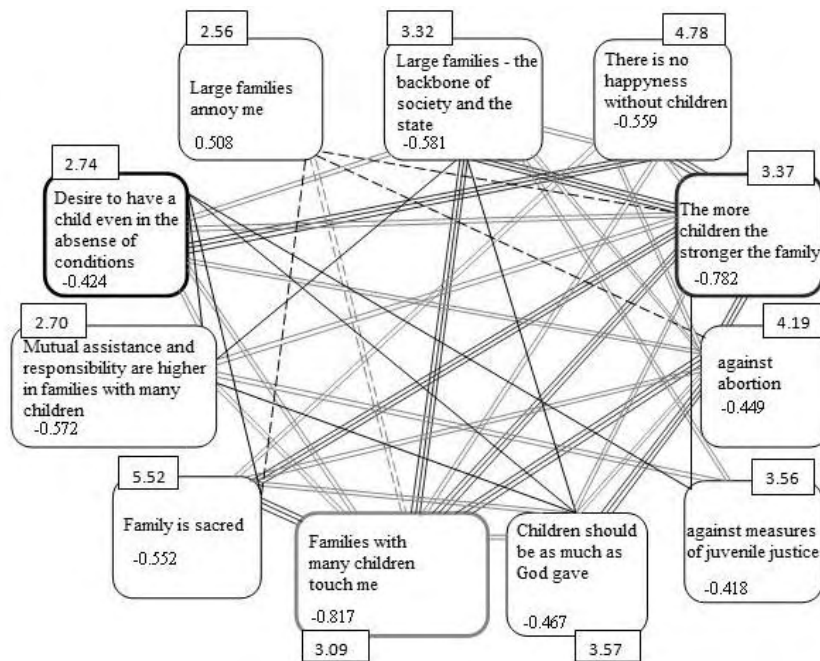 2.56
Large families
annoy me
0.508
3.32
Large families - the
backbone of
society and the
state
-0.581
4.78
There is no
happyness
without children
-0.559
2.74
Desire to have a
child even in the
absense of
conditions
-0.424
3.37
The more
children the
stronger the family
-0.782
2.70
Mutual assistance and
responsibility are higher
in families with many
children
-0.572
4.19
against
abortion
-0.449
5.52
Family is sacred
-0.552
Families with
many children
touch me
-0.817
3.09
Children should
be as much as
God gave
-0.467
3.57
3.56
against measures
of juvenile justice
-0.418